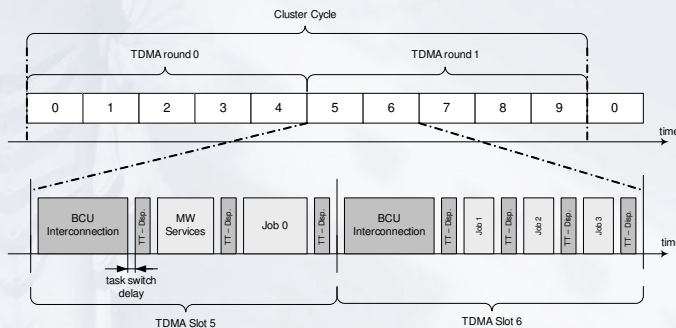 Cluster Cycle
TDMA round 0
TDMA round 1
0 1 2 3 4 5 6 7 8 9 0
time
BCU Interconnection
TT – Disp.
MW Services
TT – Disp.
Job 0
TT – Disp.
BCU Interconnection
TT – Disp.
Job 1
TT – Disp.
Job 2
TT – Disp.
Job 3
TT – Disp.
time
task switch
delay
TDMA Slot 5
TDMA Slot 6